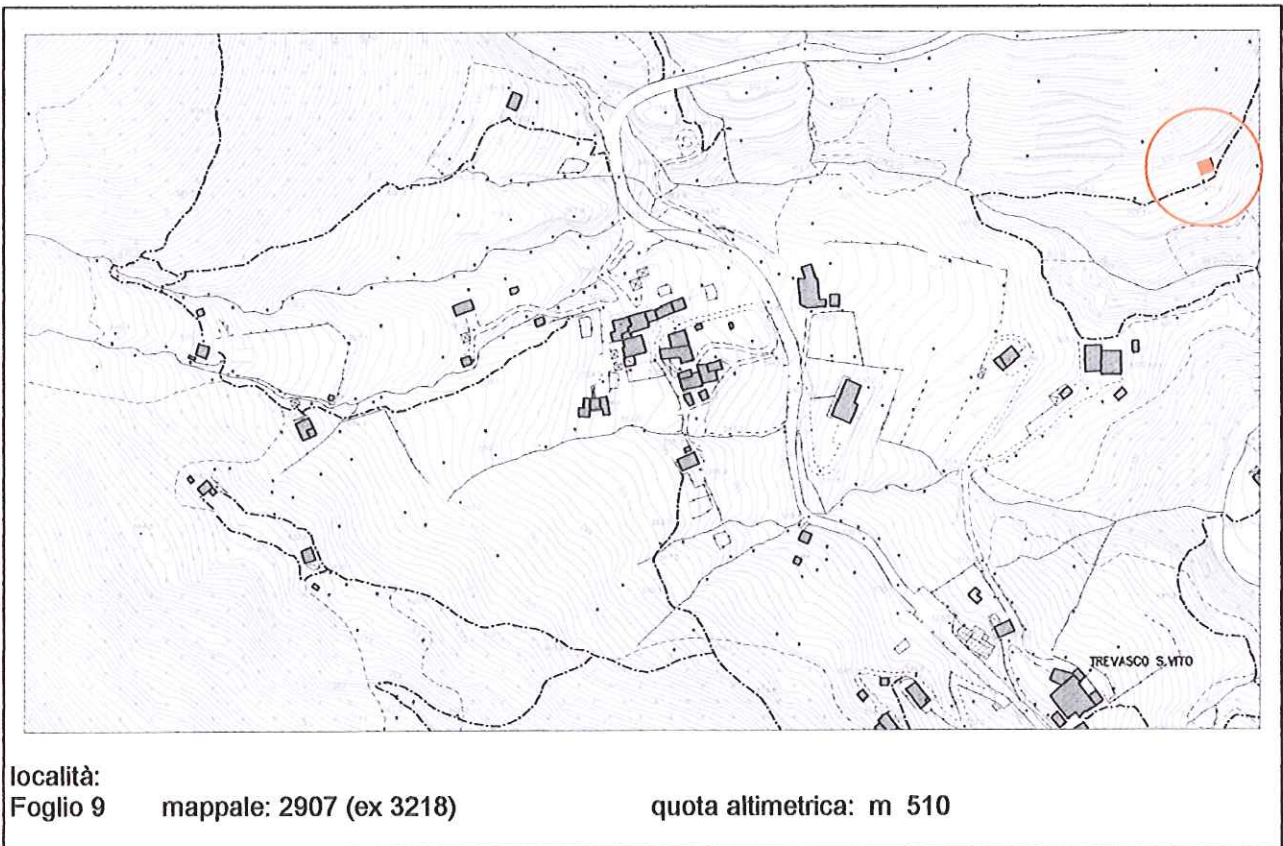 TREVASCO S.VITO
località:
Foglio 9 mappale: 2907 (ex 3218) quota altimetrica: m 510